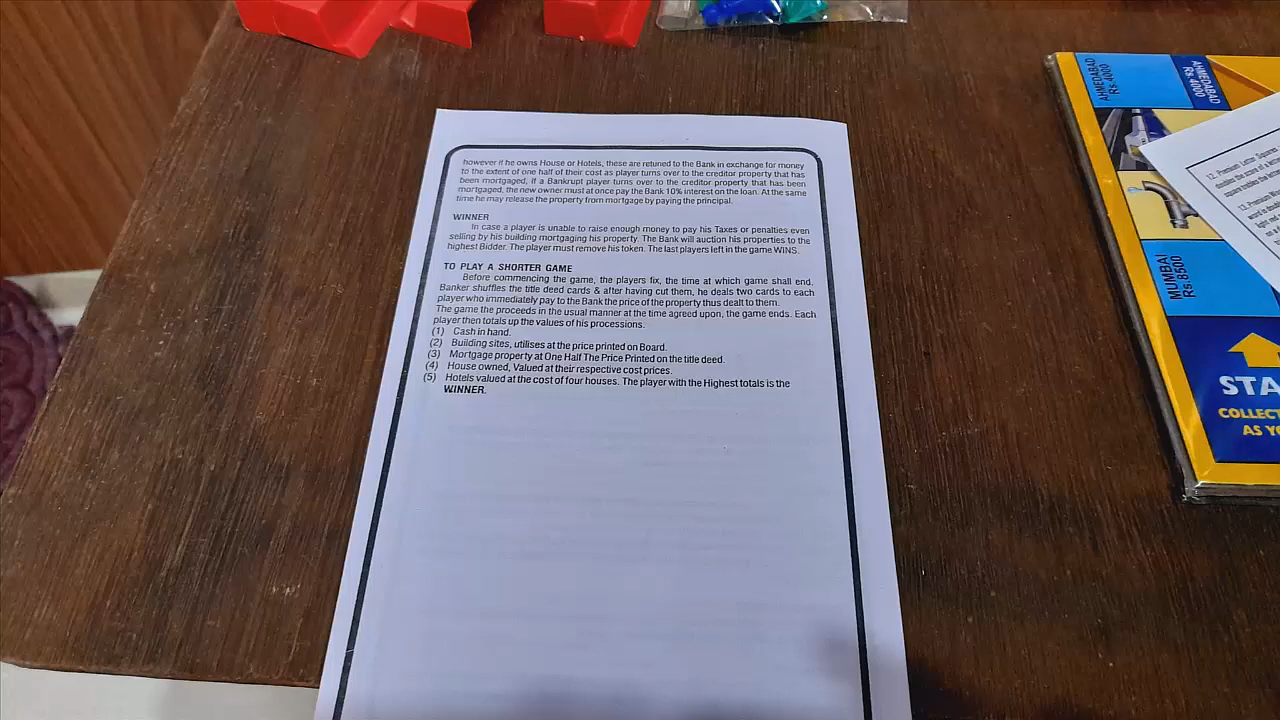 however if he owns House or Hotels, these are retuned to the Bank in exchange for money
to the extent of one half of their cost as player turns over to the creditor property that has
been mortgaged, If a Bankrupt player turns over to the creditor property that has been
mortgaged, the new owner must at once pay the Bank 10% interest on the loan. At the same
time he may release the property from mortgage by paying the principal.
WINNER
In case a player is unable to raise enough money to pay his Taxes or penalties even
selling by his building mortgaging his property. The Bank will auction his properties to the
highest Bidder. The player must remove his token. The last players left in the game WINS.
TO PLAY A SHORTER GAME
Before commencing the game, the players fix, the time at which game shall end.
Banker shuffles the title deed cards & after having cut them, he deals two cards to each
player who immediately pay to the Bank the price of the property thus dealt to them.
The game the proceeds in the usual manner at the time agreed upon, the game ends. Each
player then totals up the values of his processions.
(1) Cash in hand.
(2) Building sites, utilises at the price printed on Board.
(3) Mortgage property at One Half The Price Printed on the title deed.
(4) House owned, Valued at their respective cost prices.
(5) Hotels valued at the cost of four houses. The player with the Highest totals is the
WINNER.
AHMEDABAD
Rs.4000
AHMEDABAD
Rs.4000
12. Premium Letter
13. Premium
MUMBAI
Rs.8500
STA
COLLECT
AS YO